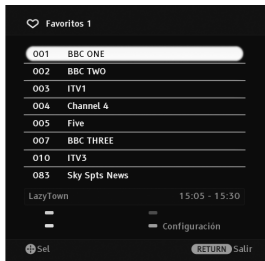 Favoritos 1
001 BBC ONE
002 BBC TWO
003 ITV1
004 Channel 4
005 Five
007 BBC THREE
010 ITV3
083 Sky Spts News
LazyTown 15:05 - 15:30
Configuración
Sel RETURN Salir